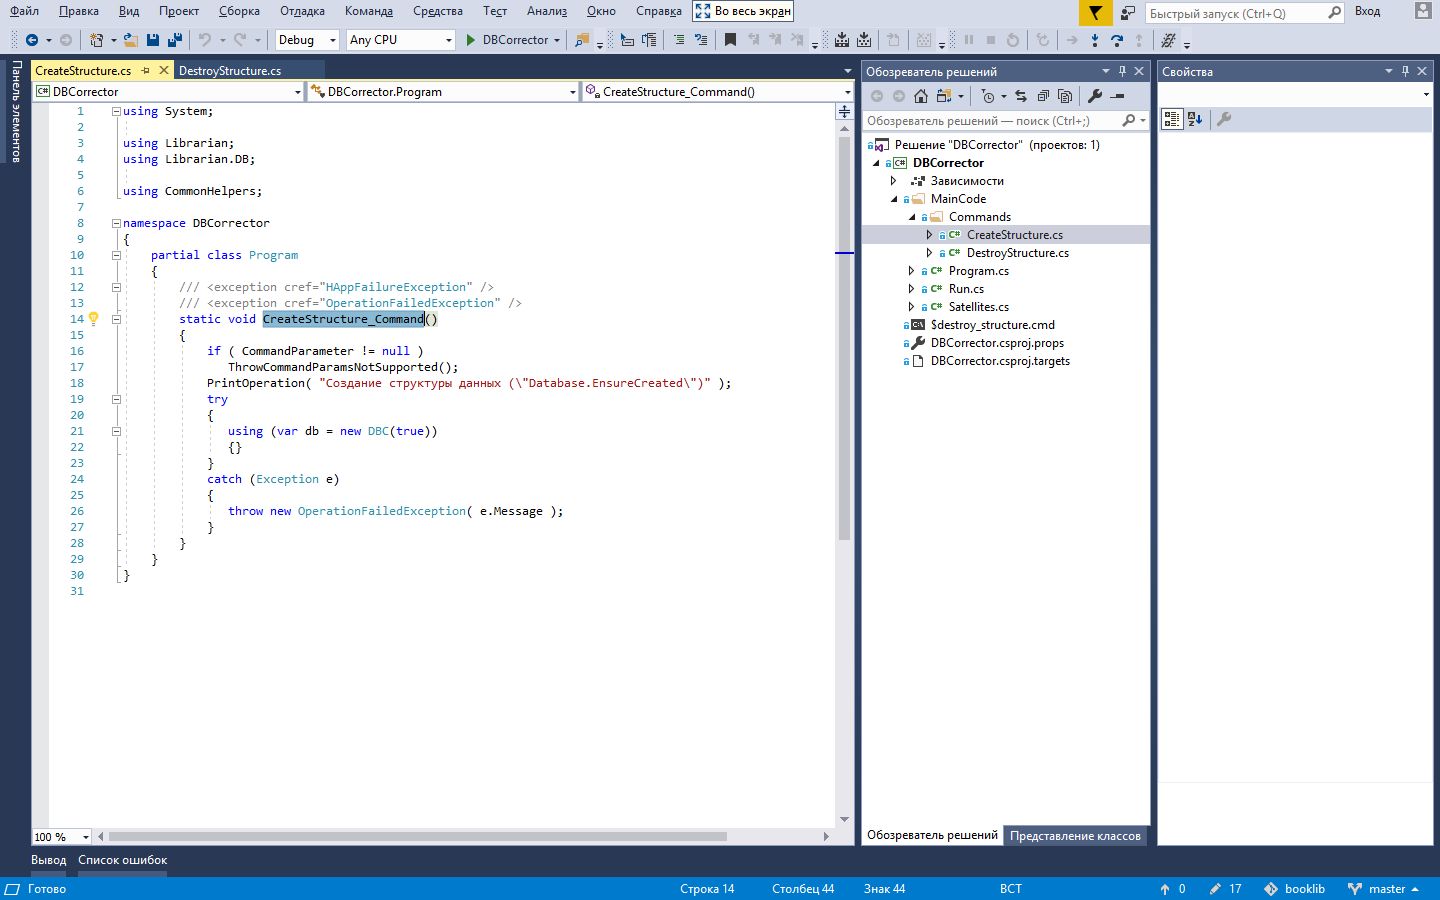 Файл Правка Вид Проект Сборка Отладка Команда Средства Тест Анализ Окно Справка Во весь экран Быстрый запуск (Ctrl+Q) Вход
Debug Any CPU DBCorrector
Панель элементов
CreateStructure.cs DestroyStructure.cs
DBCorrector DBCorrector.Program CreateStructure_Command()
1 using System;
2
3 using Librarian;
4 using Librarian.DB;
5
6 using CommonHelpers;
7
8 namespace DBCorrector
9 {
10 partial class Program
11 {
12 /// <exception cref="HAppFailureException" />
13 /// <exception cref="OperationFailedException" />
14 static void CreateStructure_Command()
15 {
16 if ( CommandParameter != null )
17 ThrowCommandParamsNotSupported();
18 PrintOperation( "Создание структуры данных (\"Database.EnsureCreated\")" );
19 try
20 {
21 using (var db = new DBC(true))
22 {}
23 }
24 catch (Exception e)
25 {
26 throw new OperationFailedException( e.Message );
27 }
28 }
29 }
30 }
31
100 %
Обозреватель решений
Обозреватель решений — поиск (Ctrl+;)
Решение "DBCorrector" (проектов: 1)
C# DBCorrector
Зависимости
MainCode
Commands
C# CreateStructure.cs
C# DestroyStructure.cs
C# Program.cs
C# Run.cs
C# Satellites.cs
$destroy_structure.cmd
DBCorrector.csproj.props
DBCorrector.csproj.targets
Обозреватель решений Представление классов
Свойства
Вывод Список ошибок
Готово Строка 14 Столбец 44 Знак 44 ВСТ 0 17 booklib master